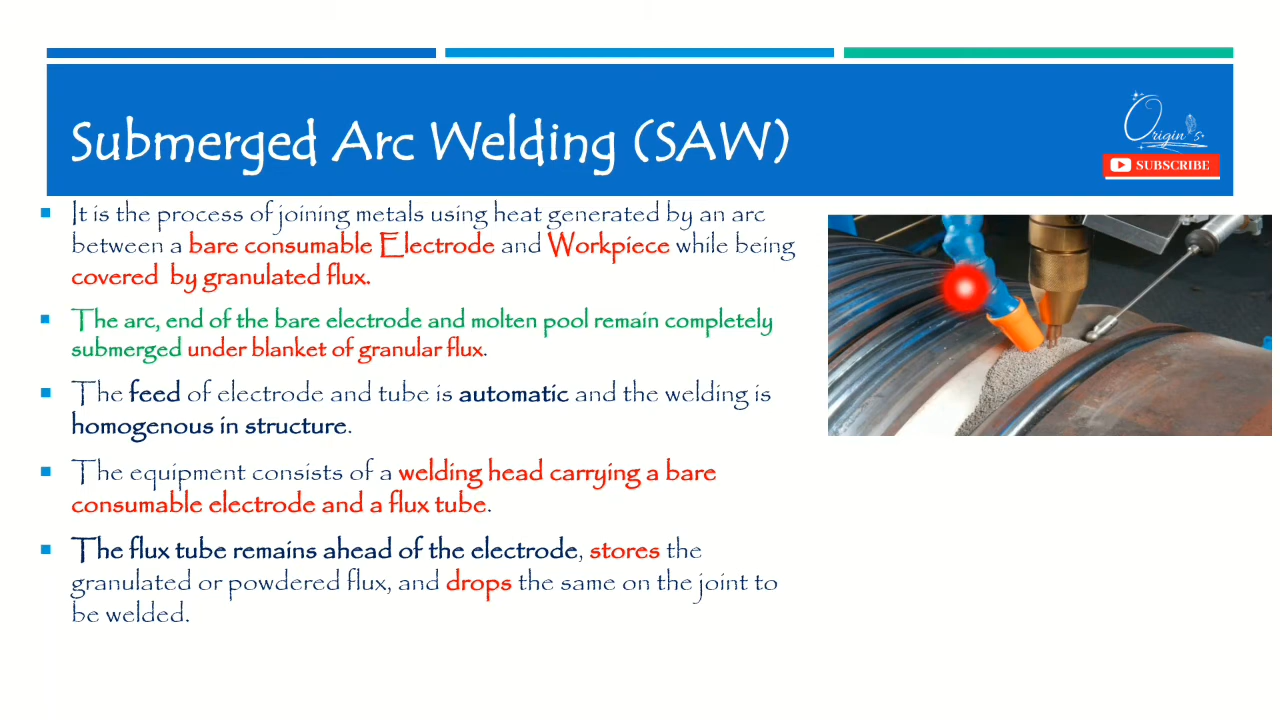 Submerged Arc Welding (SAW)
Origin's
SUBSCRIBE
It is the process of joining metals using heat generated by an arc
between a bare consumable Electrode and Workpiece while being
covered by granulated flux.
The arc, end of the bare electrode and molten pool remain completely
submerged under blanket of granular flux.
The feed of electrode and tube is automatic and the welding is
homogenous in structure.
The equipment consists of a welding head carrying a bare
consumable electrode and a flux tube.
The flux tube remains ahead of the electrode, stores the
granulated or powdered flux, and drops the same on the joint to
be welded.